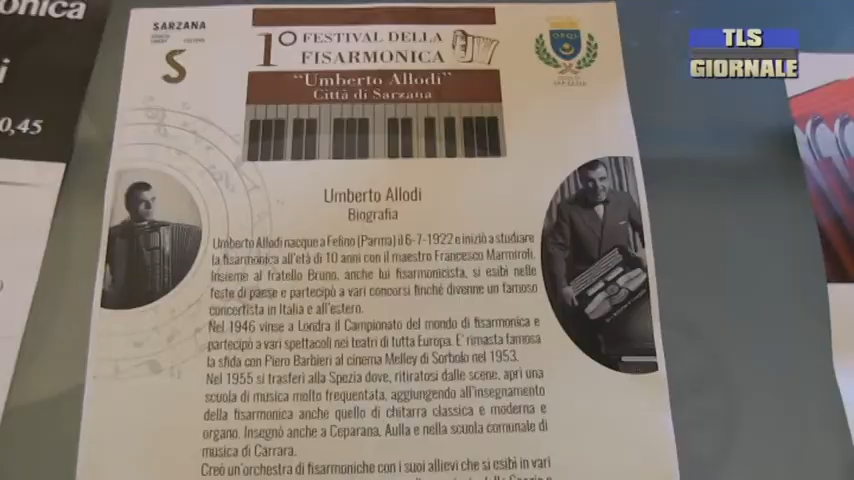 onica
i
0,45
SARZANA
S
1° FESTIVAL DELLA
FISARMONICA
“Umberto Allodi”
Città di Sarzana
TLS
GIORNALE
Umberto Allodi
Biografia
Umberto Allodi nacque a Felino (Parma) il 6-7-1922 e iniziò a studiare
la fisarmonica all'età di 10 anni con il maestro Francesco Marmiroli.
Insieme al fratello Bruno, anche lui fisarmonicista, si esibì nelle
feste di paese e partecipò a vari concorsi finché divenne un famoso
concertista in Italia e all'estero.
Nel 1946 vinse a Londra il Campionato del mondo di fisarmonica e
partecipò a vari spettacoli nei teatri di tutta Europa. E' rimasta famosa
la sfida con Piero Barbieri al cinema Melley di Sorbolo nel 1953.
Nel 1955 si trasferì alla Spezia dove, ritiratosi dalle scene, aprì una
scuola di musica molto frequentata, aggiungendo all'insegnamento
della fisarmonica anche quello di chitarra classica e moderna e
organo. Insegnò anche a Ceparana, Aulla e nella scuola comunale di
musica di Carrara.
Creò un'orchestra di fisarmoniche con i suoi allievi che si esibì in vari